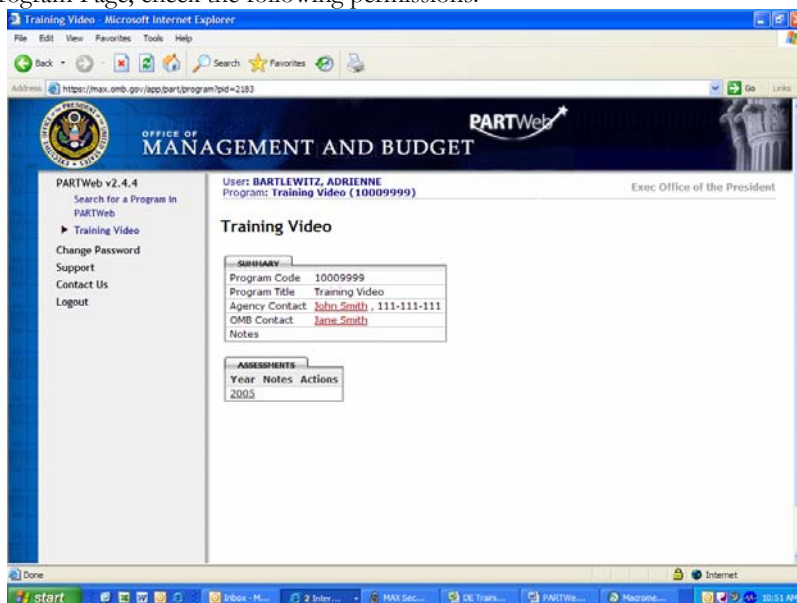 rogram Page, check the following permissions.
Training Video - Microsoft Internet Explorer
File Edit View Favorites Tools Help
Back Search Favorites
Address https://max.omb.gov/app/part/program?pid=2183 Go Links
OFFICE OF
MANAGEMENT AND BUDGET
PARTWeb
PARTWeb v2.4.4
Search for a Program in
PARTWeb
Training Video
Change Password
Support
Contact Us
Logout
User: BARTLEWITZ, ADRIENNE
Program: Training Video (10009999)
Exec Office of the President
Training Video
SUMMARY
Program Code 10009999
Program Title Training Video
Agency Contact John Smith , 111-111-111
OMB Contact Jane Smith
Notes
ASSESSMENTS
Year Notes Actions
2005
Done Internet
start Inbox - M... 2 Inter... MAX Sec... DE Traini... PARTWe... Macrome... 10:51 AM